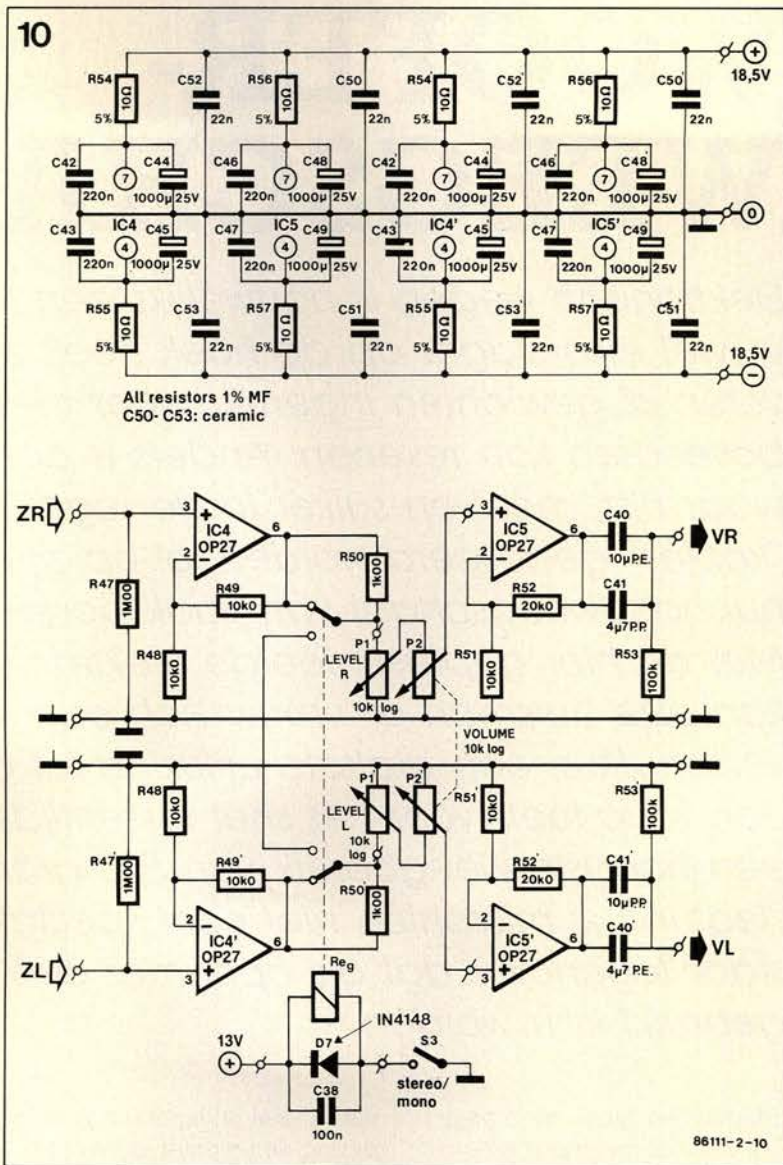 10
R54 10Ω 5% C52 22n R56 10Ω 5% C50 22n R54' 10Ω 5% C52' 22n R56 10Ω 5% C50' 22n + 18,5V
C42 220n 7 C44 1000µ 25V C46 220n 7 C48 1000µ 25V C42' 220n 7 C44' 1000µ 25V C46' 220n 7 C48' 1000µ 25V
IC4 IC5 IC4' IC5' 0
C43 220n 4 C45 1000µ 25V C47 220n 4 C49 1000µ 25V C43' 220n 4 C45' 1000µ 25V C47' 220n 4 C49' 1000µ 25V
R55 10Ω 5% C53 22n R57 10Ω 5% C51 22n R55' 10Ω 5% C53' 22n R57' 10Ω 5% C51' 22n 18,5V −
All resistors 1% MF
C50- C53: ceramic
ZR 3 + IC4 OP27 6 2 − 3 + IC5 OP27 6 2 − C40 10µ P.E. VR
R47 1M00 R49 10k0 R50 1k00 R52 20k0 C41 4µ7 P.P.
R48 10k0 P1 LEVEL R 10k log P2 R51 10k0 R53 100k
VOLUME
10k log
R47' 1M00 R48' 10k0 P1' LEVEL L 10k log P2' R51' 10k0 R53' 100k
R49' 10k0 R50' 1k00 R52' 20k0 C41' 10µ P.P.
ZL 2 − IC4' OP27 6 3 + 2 − IC5' OP27 6 3 + C40' 4µ7 P.E. VL
Reg
13V + D7 IN4148 S3
stereo/
mono
C38
100n
86111-2-10